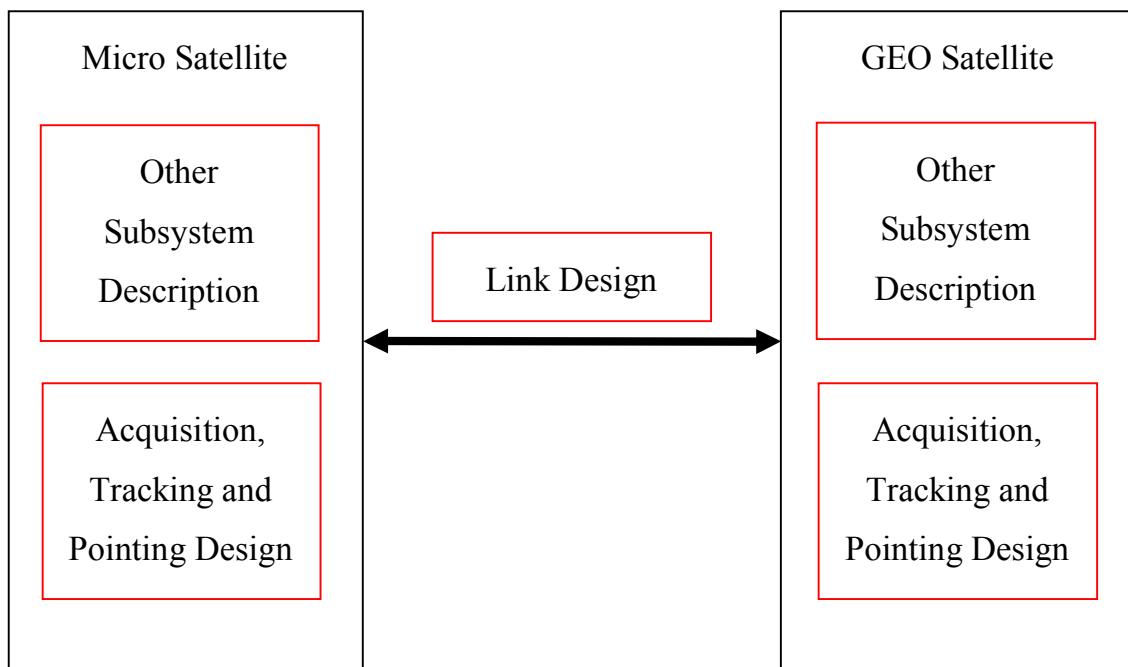 Micro Satellite
Other
Subsystem
Description
Acquisition,
Tracking and
Pointing Design
Link Design
GEO Satellite
Other
Subsystem
Description
Acquisition,
Tracking and
Pointing Design